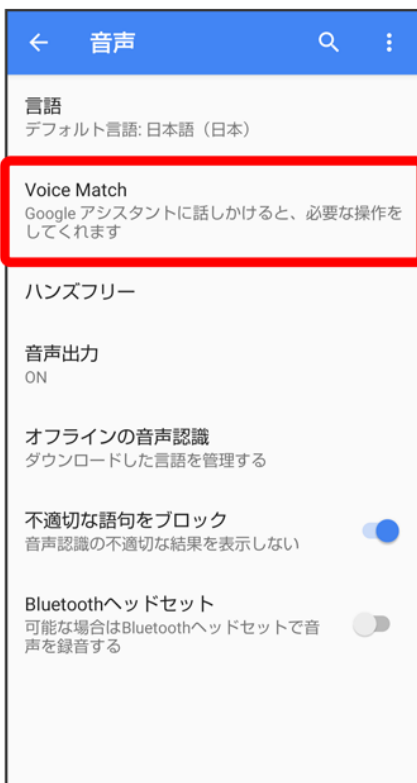 音声
言語
デフォルト言語: 日本語（日本）
Voice Match
Google アシスタントに話しかけると、必要な操作を
してくれます
ハンズフリー
音声出力
ON
オフラインの音声認識
ダウンロードした言語を管理する
不適切な語句をブロック
音声認識の不適切な結果を表示しない
Bluetoothヘッドセット
可能な場合はBluetoothヘッドセットで音
声を録音する